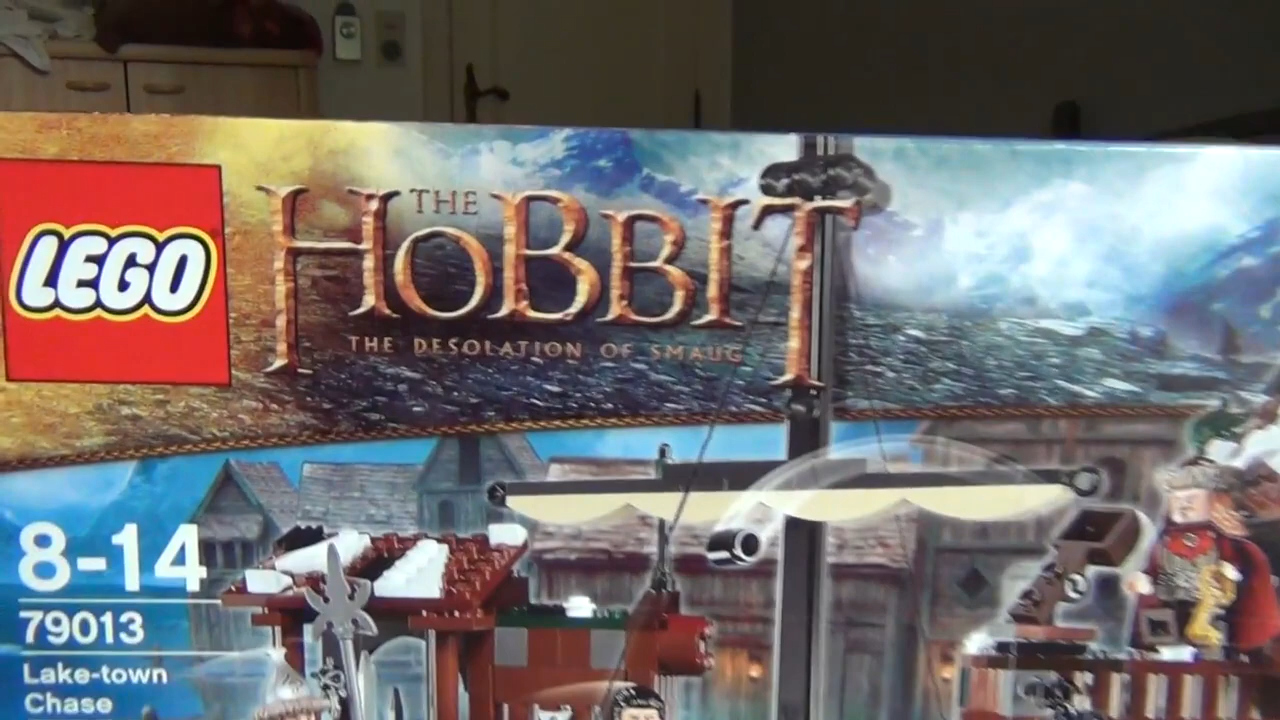 LEGO
THE
HOBBIT
THE DESOLATION OF SMAUG
8-14
79013
Lake-town
Chase